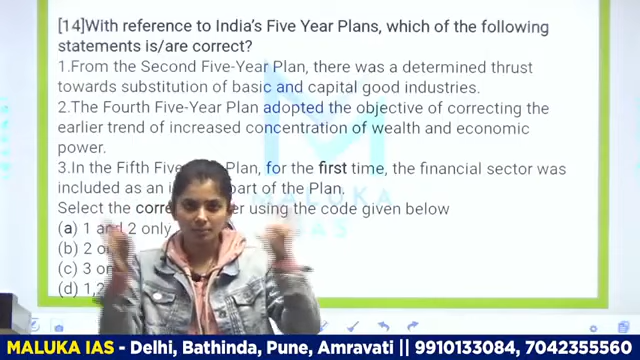 [14]With reference to India's Five Year Plans, which of the following
statements is/are correct?
1.From the Second Five-Year Plan, there was a determined thrust
towards substitution of basic and capital good industries.
2.The Fourth Five-Year Plan adopted the objective of correcting the
earlier trend of increased concentration of wealth and economic
power.
3.In the Fifth Five Plan, for the first time, the financial sector was
included as an part of the Plan.
Select the using the code given below
(a) 1 and 2 only
(b) 2
(c) 3
(d) 1,2
MALUKA
IAS
MALUKA IAS - Delhi, Bathinda, Pune, Amravati || 9910133084, 7042355560